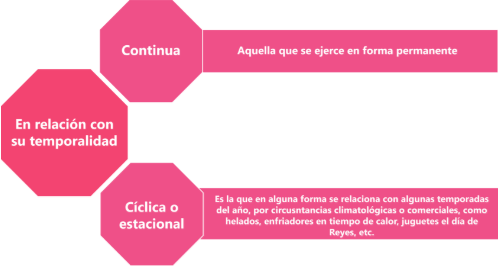 Continua
Aquella que se ejerce en forma permanente
En relación con
su temporalidad
Cíclica o
estacional
Es la que en alguna forma se relaciona con algunas temporadas
del año, por circusntancias climatológicas o comerciales, como
helados, enfriadores en tiempo de calor, juguetes el día de
Reyes, etc.